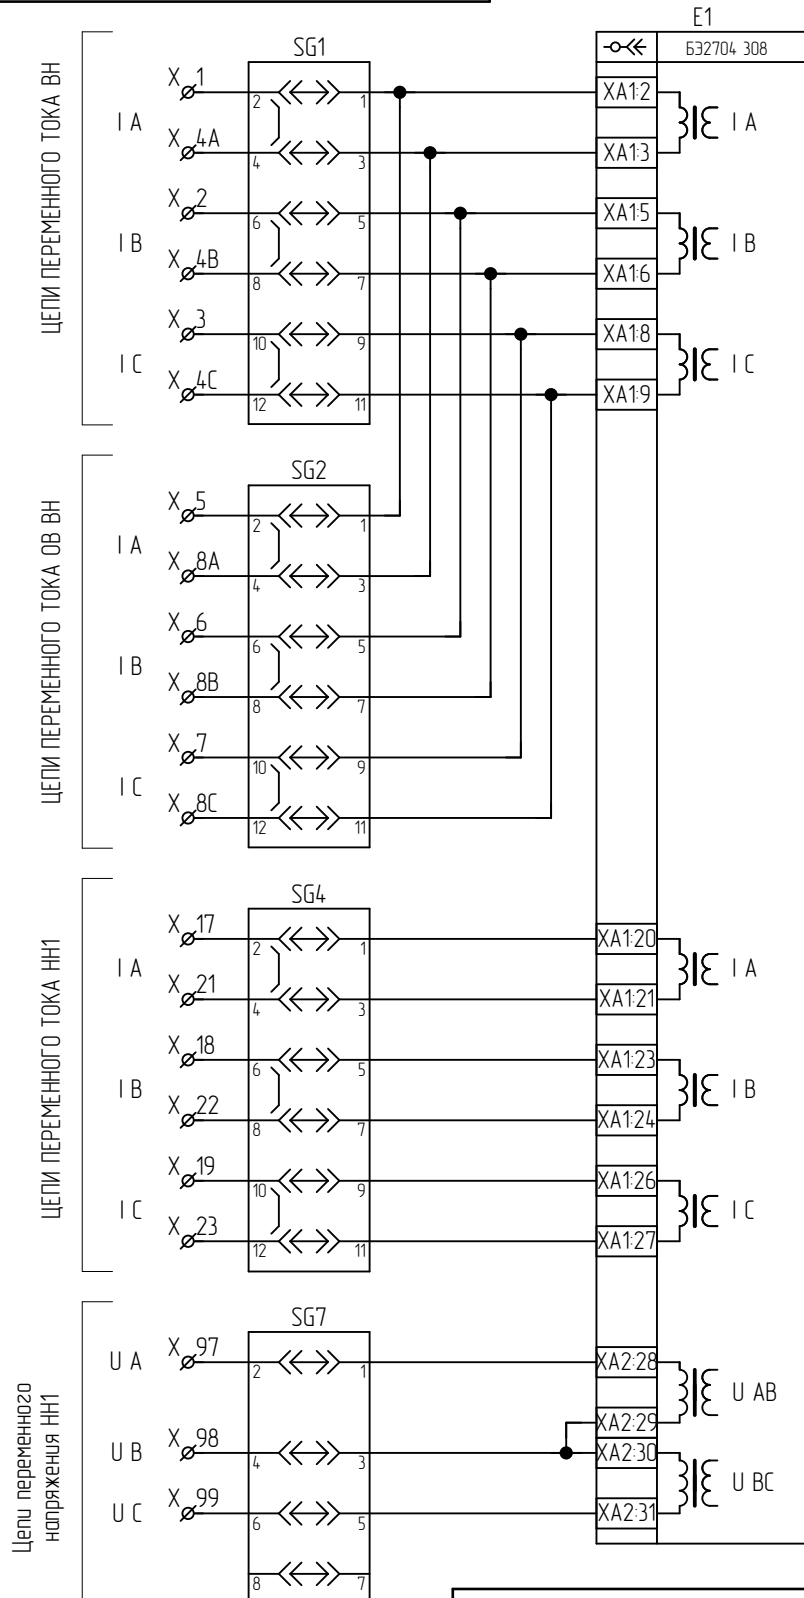 E1
БЭ2704 308
ЦЕПИ ПЕРЕМЕННОГО ТОКА ВН
SG1
X 1
2 1
XA1:2
I A
I A
X 4A
4 3
XA1:3
X 2
6 5
XA1:5
I B
I B
X 4B
8 7
XA1:6
X 3
10 9
XA1:8
I C
I C
X 4C
12 11
XA1:9
ЦЕПИ ПЕРЕМЕННОГО ТОКА ОВ ВН
SG2
X 5
2 1
I A
X 8A
4 3
X 6
6 5
I B
X 8B
8 7
X 7
10 9
I C
X 8C
12 11
ЦЕПИ ПЕРЕМЕННОГО ТОКА НН1
SG4
X 17
2 1
XA1:20
I A
I A
X 21
4 3
XA1:21
X 18
6 5
XA1:23
I B
I B
X 22
8 7
XA1:24
X 19
10 9
XA1:26
I C
I C
X 23
12 11
XA1:27
Цепи переменного
напряжения НН1
SG7
U A
X 97
2 1
XA2:28
U AB
XA2:29
U B
X 98
4 3
XA2:30
U BC
U C
X 99
6 5
XA2:31
8 7